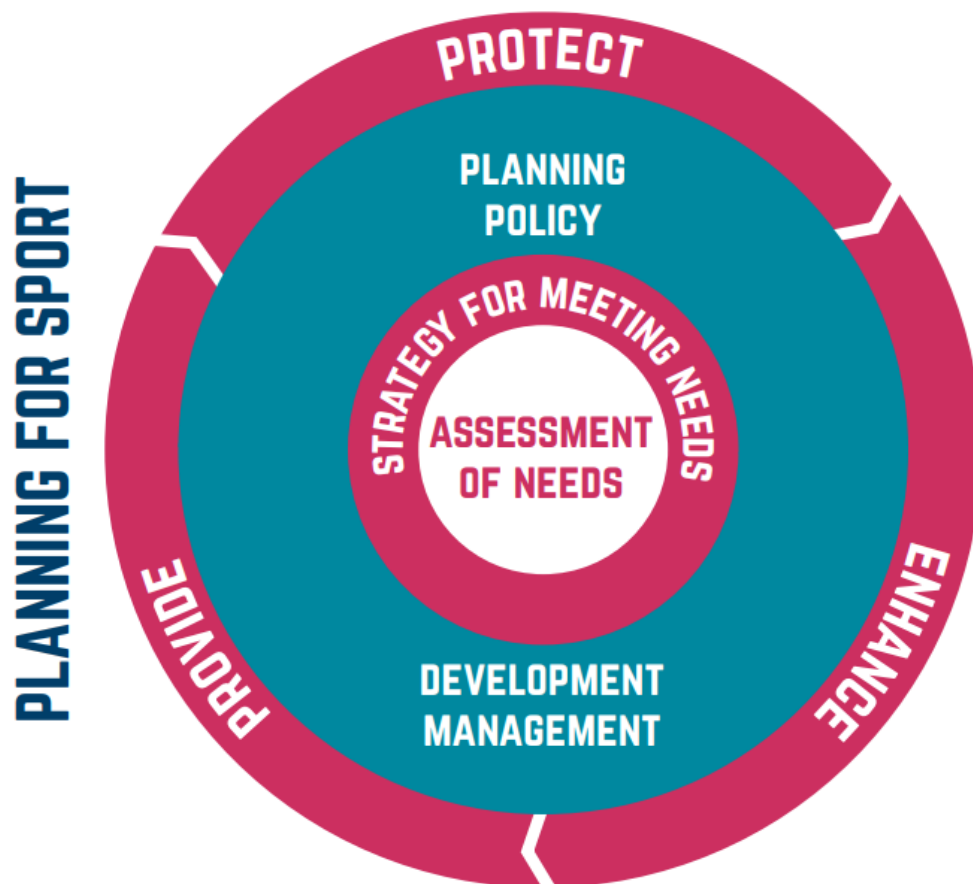 PLANNING FOR SPORT
PROTECT
PLANNING
POLICY
STRATEGY FOR MEETING NEEDS
ASSESSMENT
OF NEEDS
DEVELOPMENT
MANAGEMENT
PROVIDE
ENHANCE